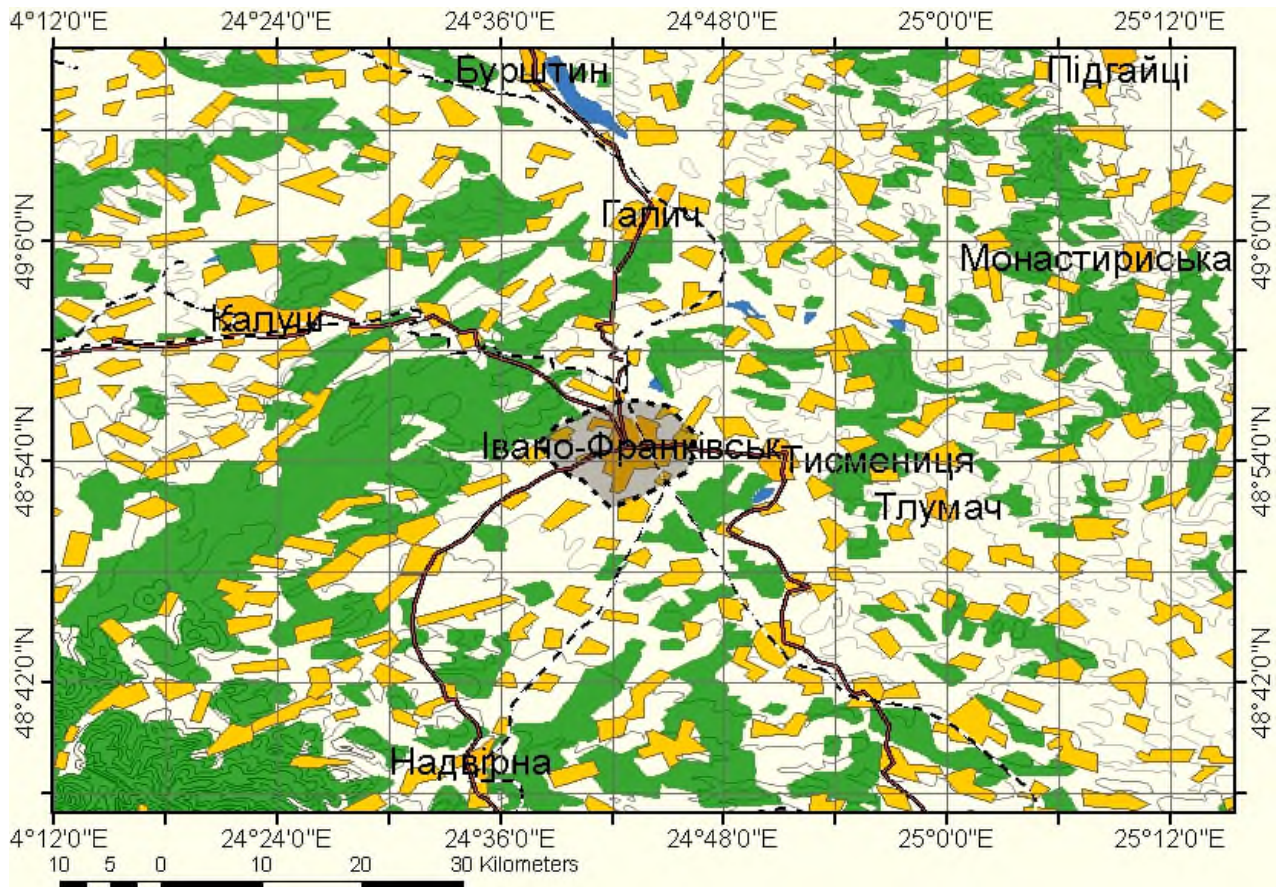 4°12'0"E 24°24'0"E 24°36'0"E 24°48'0"E 25°0'0"E 25°12'0"E
Бурштин
Підгайці
Галич
49°6'0"N
49°6'0"N
Монастириська
Калуш
Івано-Франківськ
Тисмениця
48°54'0"N
48°54'0"N
Тлумач
48°42'0"N
48°42'0"N
Надвірна
4°12'0"E 24°24'0"E 24°36'0"E 24°48'0"E 25°0'0"E 25°12'0"E
10 5 0 10 20 30 Kilometers